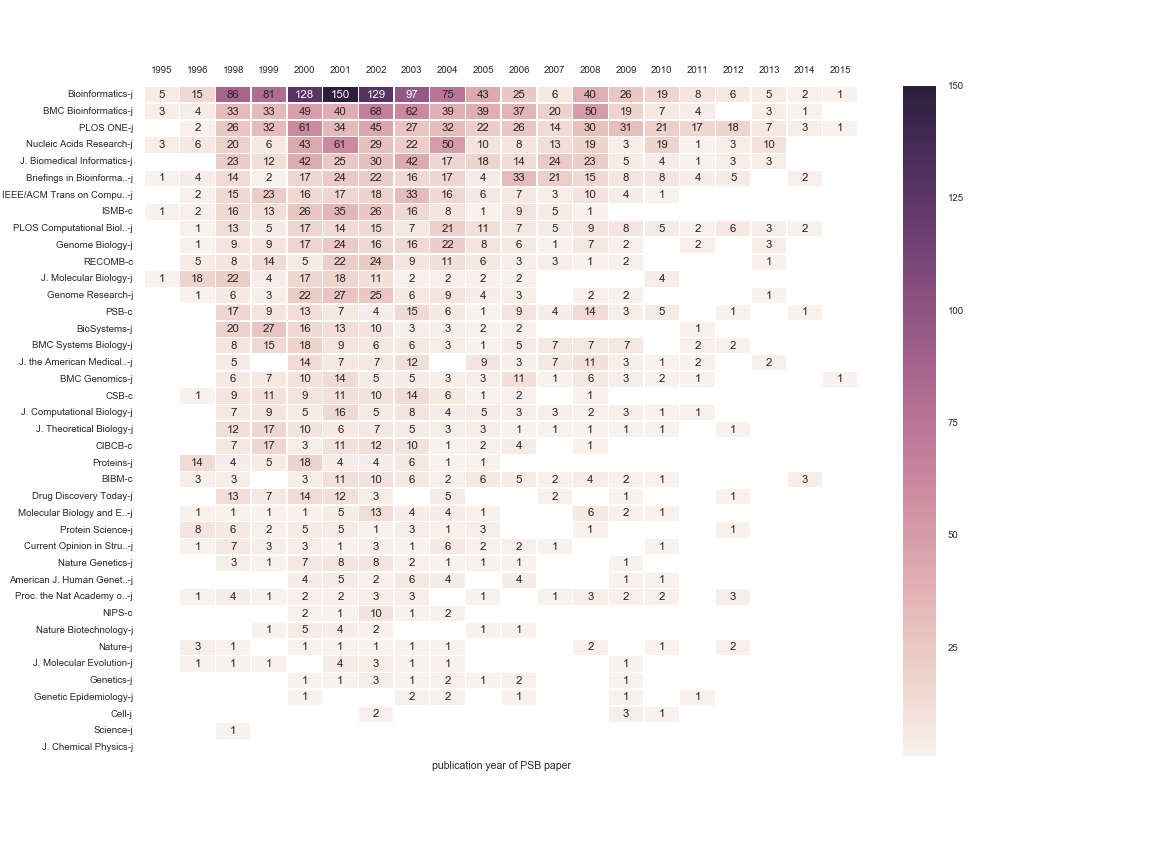 1995 1996 1998 1999 2000 2001 2002 2003 2004 2005 2006 2007 2008 2009 2010 2011 2012 2013 2014 2015
Bioinformatics-j 5 15 86 81 128 150 129 97 75 43 25 6 40 26 19 8 6 5 2 1
BMC Bioinformatics-j 3 4 33 33 49 40 68 62 39 39 37 20 50 19 7 4 3 1
PLOS ONE-j 2 26 32 61 34 45 27 32 22 26 14 30 31 21 17 18 7 3 1
Nucleic Acids Research-j 3 6 20 6 43 61 29 22 50 10 8 13 19 3 19 1 3 10
J. Biomedical Informatics-j 23 12 42 25 30 42 17 18 14 24 23 5 4 1 3 3
Briefings in Bioinforma..-j 1 4 14 2 17 24 22 16 17 4 33 21 15 8 8 4 5 2
IEEE/ACM Trans on Compu..-j 2 15 23 16 17 18 33 16 6 7 3 10 4 1
ISMB-c 1 2 16 13 26 35 26 16 8 1 9 5 1
PLOS Computational Biol..-j 1 13 5 17 14 15 7 21 11 7 5 9 8 5 2 6 3 2
Genome Biology-j 1 9 9 17 24 16 16 22 8 6 1 7 2 2 3
RECOMB-c 5 8 14 5 22 24 9 11 6 3 3 1 2 1
J. Molecular Biology-j 1 18 22 4 17 18 11 2 2 2 2 4
Genome Research-j 1 6 3 22 27 25 6 9 4 3 2 2 1
PSB-c 17 9 13 7 4 15 6 1 9 4 14 3 5 1 1
BioSystems-j 20 27 16 13 10 3 3 2 2 1
BMC Systems Biology-j 8 15 18 9 6 6 3 1 5 7 7 7 2 2
J. the American Medical..-j 5 14 7 7 12 9 3 7 11 3 1 2 2
BMC Genomics-j 6 7 10 14 5 5 3 3 11 1 6 3 2 1 1
CSB-c 1 9 11 9 11 10 14 6 1 2 1
J. Computational Biology-j 7 9 5 16 5 8 4 5 3 3 2 3 1 1
J. Theoretical Biology-j 12 17 10 6 7 5 3 3 1 1 1 1 1 1
CIBCB-c 7 17 3 11 12 10 1 2 4 1
Proteins-j 14 4 5 18 4 4 6 1 1
BIBM-c 3 3 3 11 10 6 2 6 5 2 4 2 1 3
Drug Discovery Today-j 13 7 14 12 3 5 2 1 1
Molecular Biology and E..-j 1 1 1 1 5 13 4 4 1 6 2 1
Protein Science-j 8 6 2 5 5 1 3 1 3 1 1
Current Opinion in Stru..-j 1 7 3 3 1 3 1 6 2 2 1 1
Nature Genetics-j 3 1 7 8 8 2 1 1 1 1
American J. Human Genet..-j 4 5 2 6 4 4 1 1
Proc. the Nat Academy o..-j 1 4 1 2 2 3 3 1 1 3 2 2 3
NIPS-c 2 1 10 1 2
Nature Biotechnology-j 1 5 4 2 1 1
Nature-j 3 1 1 1 1 1 1 2 1 2
J. Molecular Evolution-j 1 1 1 4 3 1 1 1
Genetics-j 1 1 3 1 2 1 2 1
Genetic Epidemiology-j 1 2 2 1 1 1
Cell-j 2 3 1
Science-j 1
J. Chemical Physics-j
publication year of PSB paper
150
125
100
75
50
25